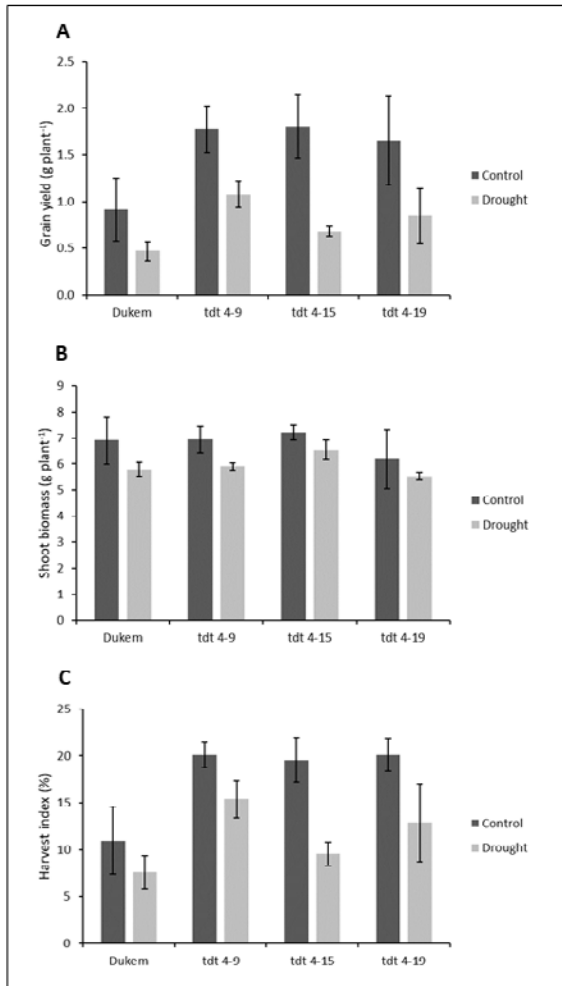 A
Grain yield (g plant⁻¹)
2.5
2.0
1.5
1.0
0.5
0.0
Dukem tdt 4-9 tdt 4-15 tdt 4-19
Control
Drought
B
Shoot biomass (g plant⁻¹)
9
8
7
6
5
4
3
2
1
0
Dukem tdt 4-9 tdt 4-15 tdt 4-19
Control
Drought
C
Harvest index (%)
25
20
15
10
5
0
Dukem tdt 4-9 tdt 4-15 tdt 4-19
Control
Drought